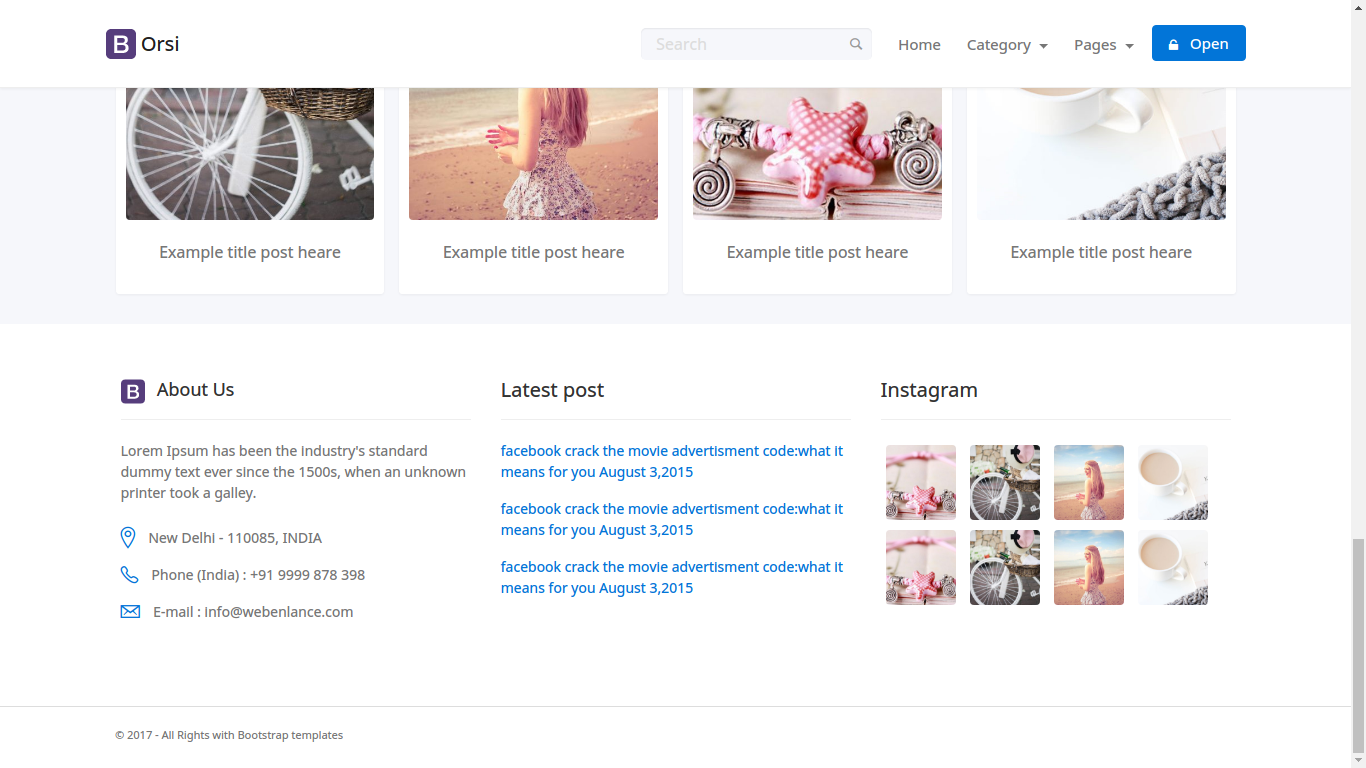 B Orsi
Search
Home
Category
Pages
Open
Example title post heare
Example title post heare
Example title post heare
Example title post heare
B About Us
Lorem Ipsum has been the industry's standard
dummy text ever since the 1500s, when an unknown
printer took a galley.
New Delhi - 110085, INDIA
Phone (India) : +91 9999 878 398
E-mail : info@webenlance.com
Latest post
facebook crack the movie advertisment code:what it
means for you August 3,2015
facebook crack the movie advertisment code:what it
means for you August 3,2015
facebook crack the movie advertisment code:what it
means for you August 3,2015
Instagram
© 2017 - All Rights with Bootstrap templates